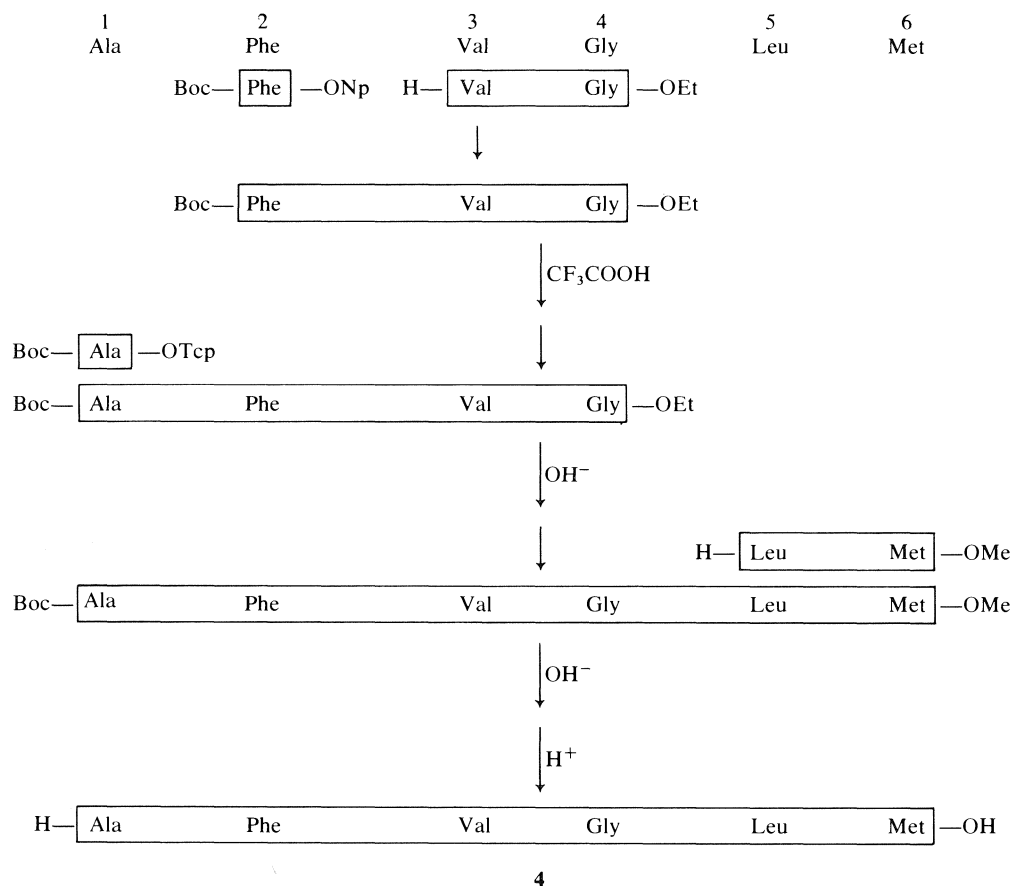 1 2 3 4 5 6
Ala Phe Val Gly Leu Met
Boc— Phe —ONp H— Val Gly —OEt
Boc— Phe Val Gly —OEt
CF₃COOH
Boc— Ala —OTcp
Boc— Ala Phe Val Gly —OEt
OH⁻
H— Leu Met —OMe
Boc— Ala Phe Val Gly Leu Met —OMe
OH⁻
H⁺
H— Ala Phe Val Gly Leu Met —OH
4